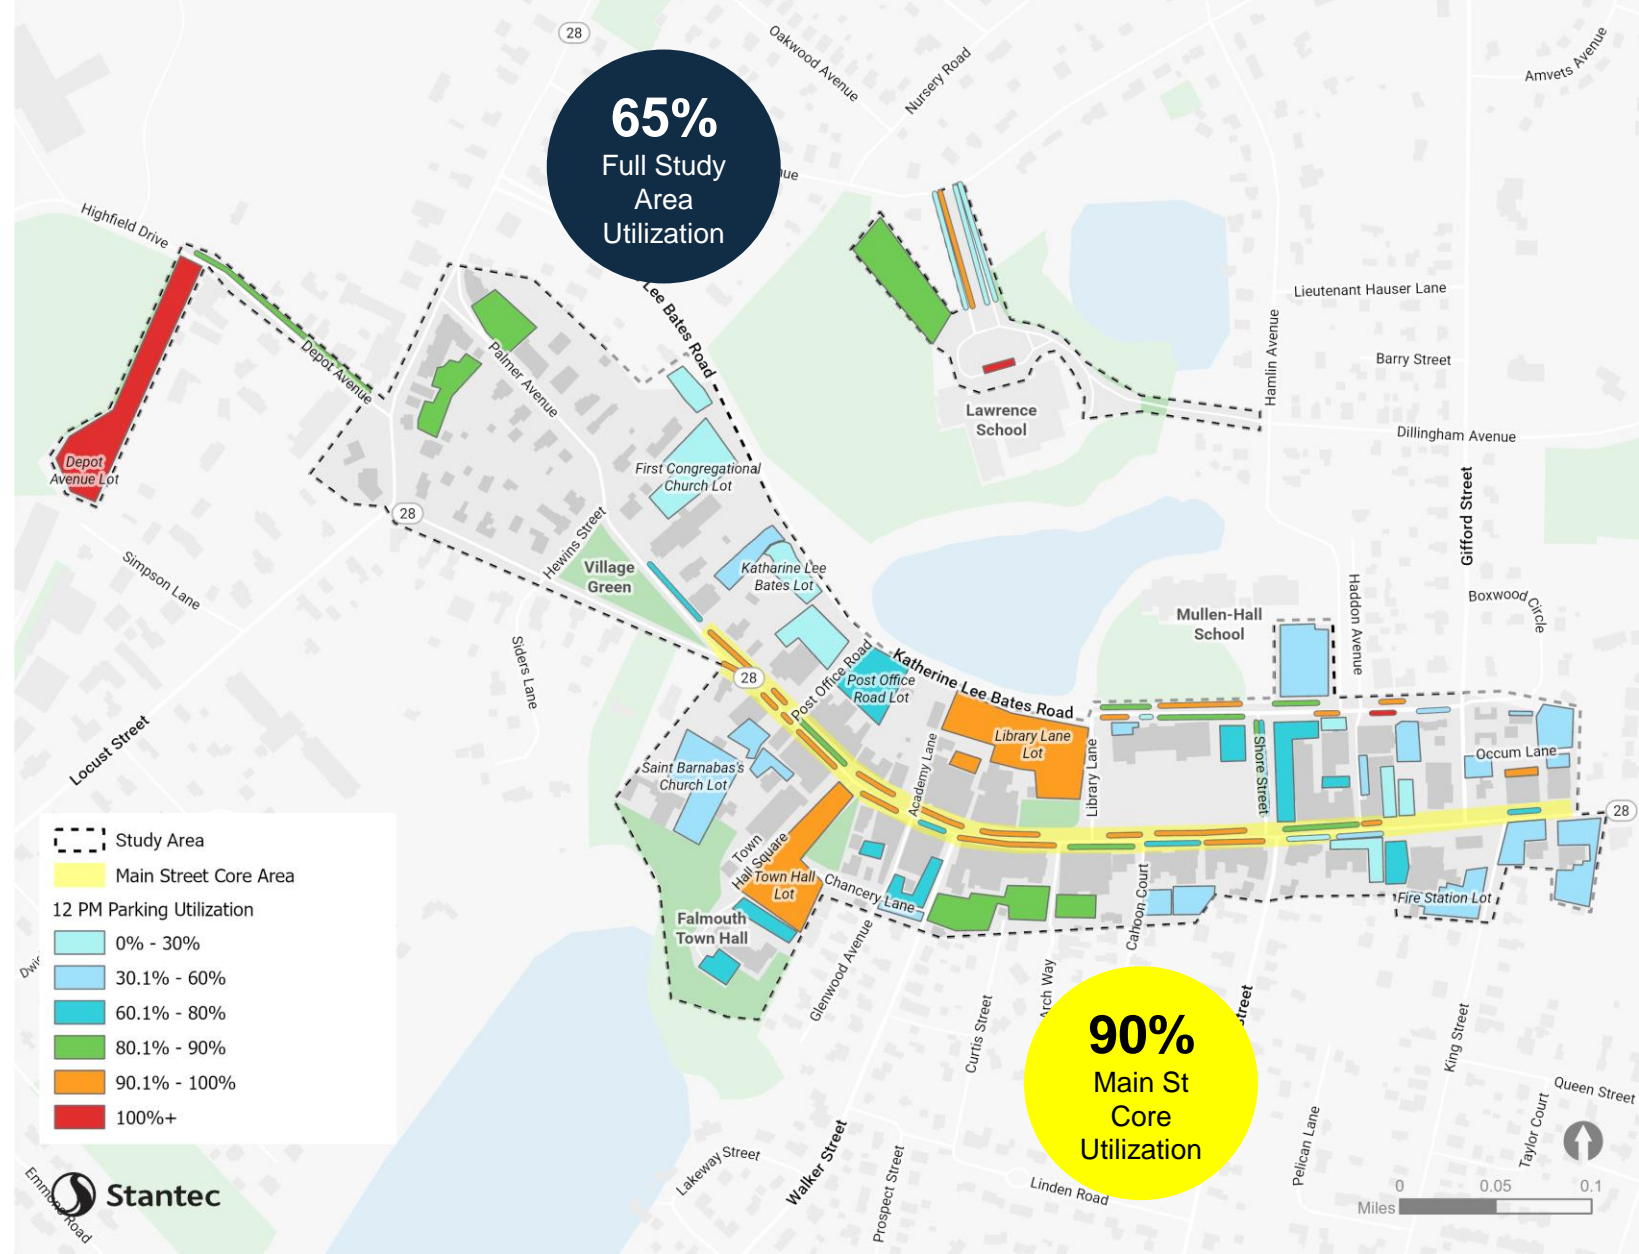 28
Oakwood Avenue
Nursery Road
Amvets Avenue
65%
Full Study
Area
Utilization
Highfield Drive
Lee Bates Road
Lieutenant Hauser Lane
Barry Street
Hamlin Avenue
Depot Avenue
Palmer Avenue
Lawrence
School
Dillingham Avenue
Depot
Avenue Lot
First Congregational
Church Lot
Gifford Street
28
Hewins Street
Simpson Lane
Village
Green
Katharine Lee
Bates Lot
Haddon Avenue
Boxwood Circle
Mullen-Hall
School
Siders Lane
28
Post Office Road
Post Office
Road Lot
Katherine Lee Bates Road
Locust Street
Library Lane
Lot
Academy Lane
Library Lane
Shore Street
Occum Lane
Saint Barnabas's
Church Lot
28
Town
Hall Square
Town Hall
Lot
Chancery Lane
Fire Station Lot
Falmouth
Town Hall
Cahoon Court
Glenwood Avenue
Arch Way
Curtis Street
Street
King Street
Study Area
Main Street Core Area
12 PM Parking Utilization
0% - 30%
30.1% - 60%
60.1% - 80%
80.1% - 90%
90.1% - 100%
100%+
90%
Main St
Core
Utilization
Queen Street
Taylor Court
Pelican Lane
Walker Street
Lakeway Street
Prospect Street
Linden Road
Emmons Road
Stantec
0 0.05 0.1
Miles